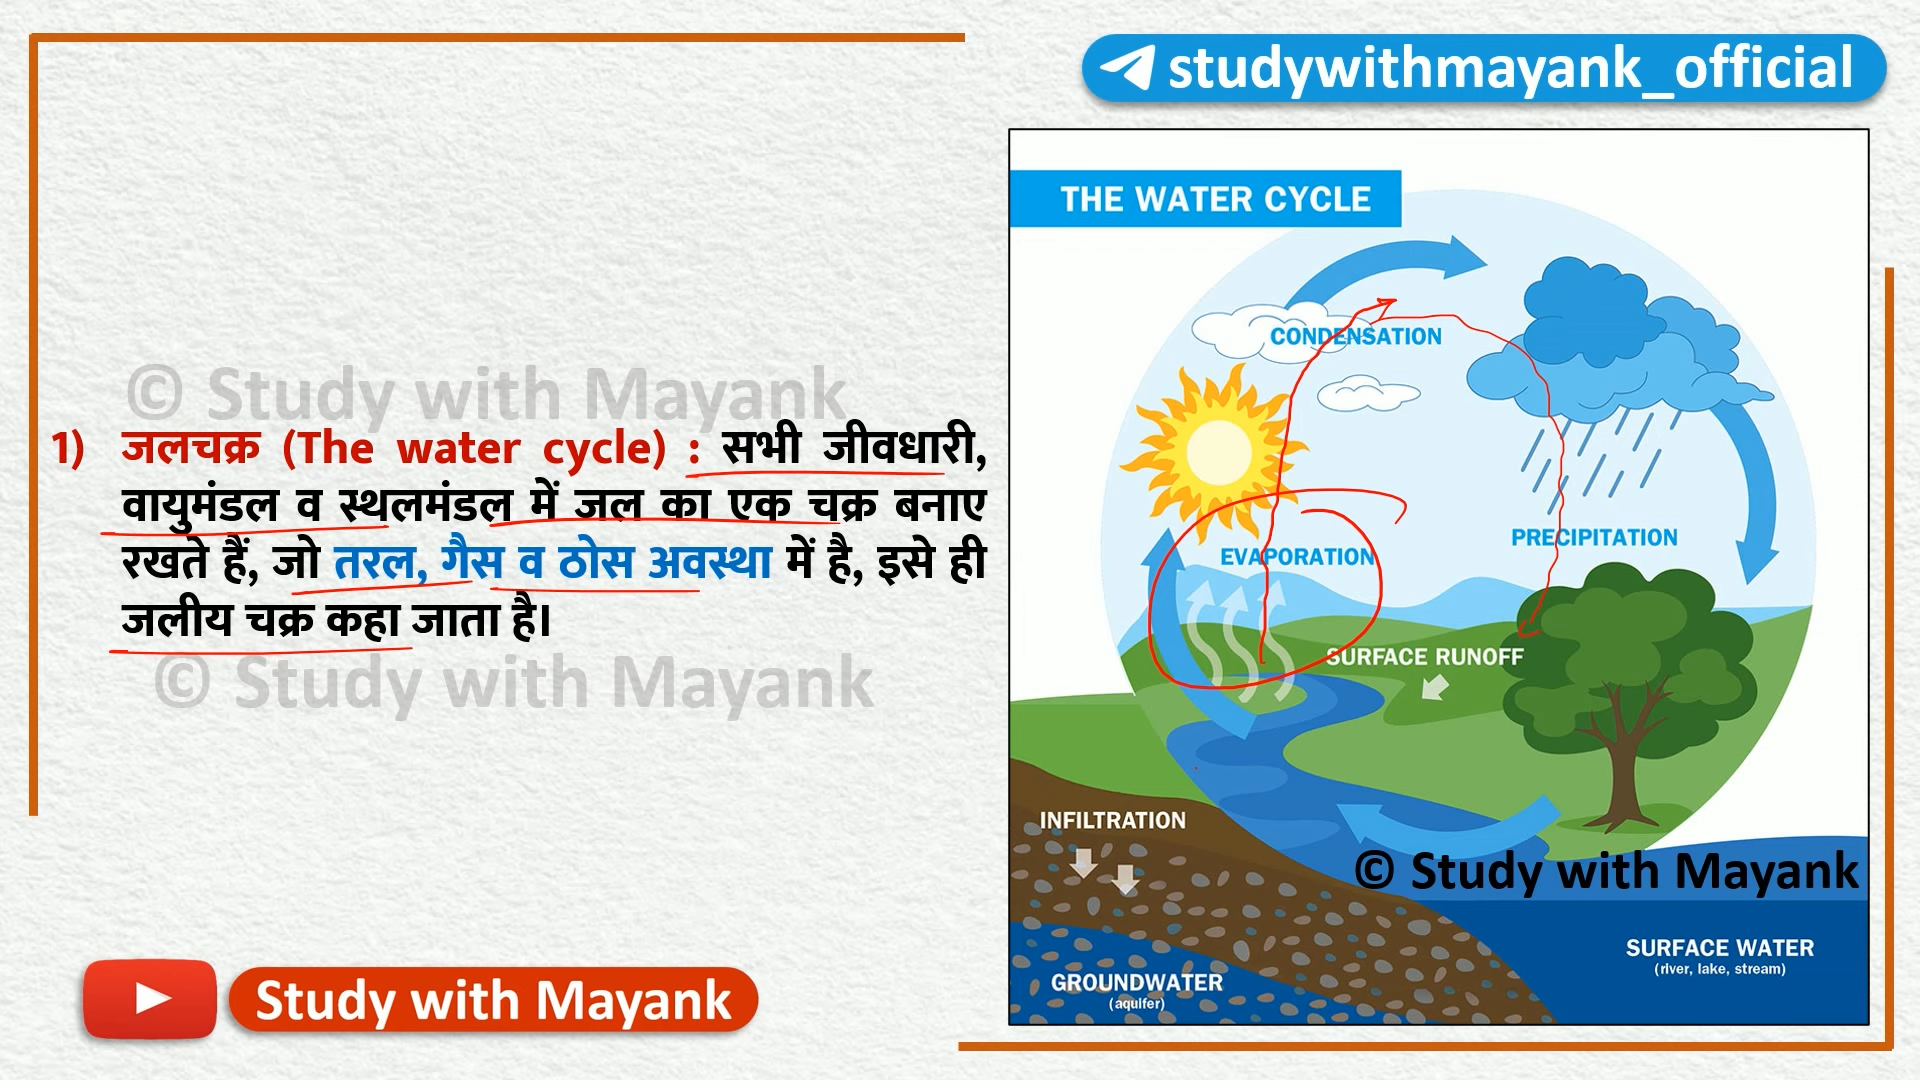 studywithmayank_official
THE WATER CYCLE
CONDENSATION
© Study with Mayank
1) जलचक्र (The water cycle) : सभी जीवधारी,
वायुमंडल व स्थलमंडल में जल का एक चक्र बनाए
रखते हैं, जो तरल, गैस व ठोस अवस्था में है, इसे ही
जलीय चक्र कहा जाता है।
© Study with Mayank
PRECIPITATION
EVAPORATION
SURFACE RUNOFF
INFILTRATION
© Study with Mayank
SURFACE WATER
(river, lake, stream)
GROUNDWATER
(aquifer)
Study with Mayank